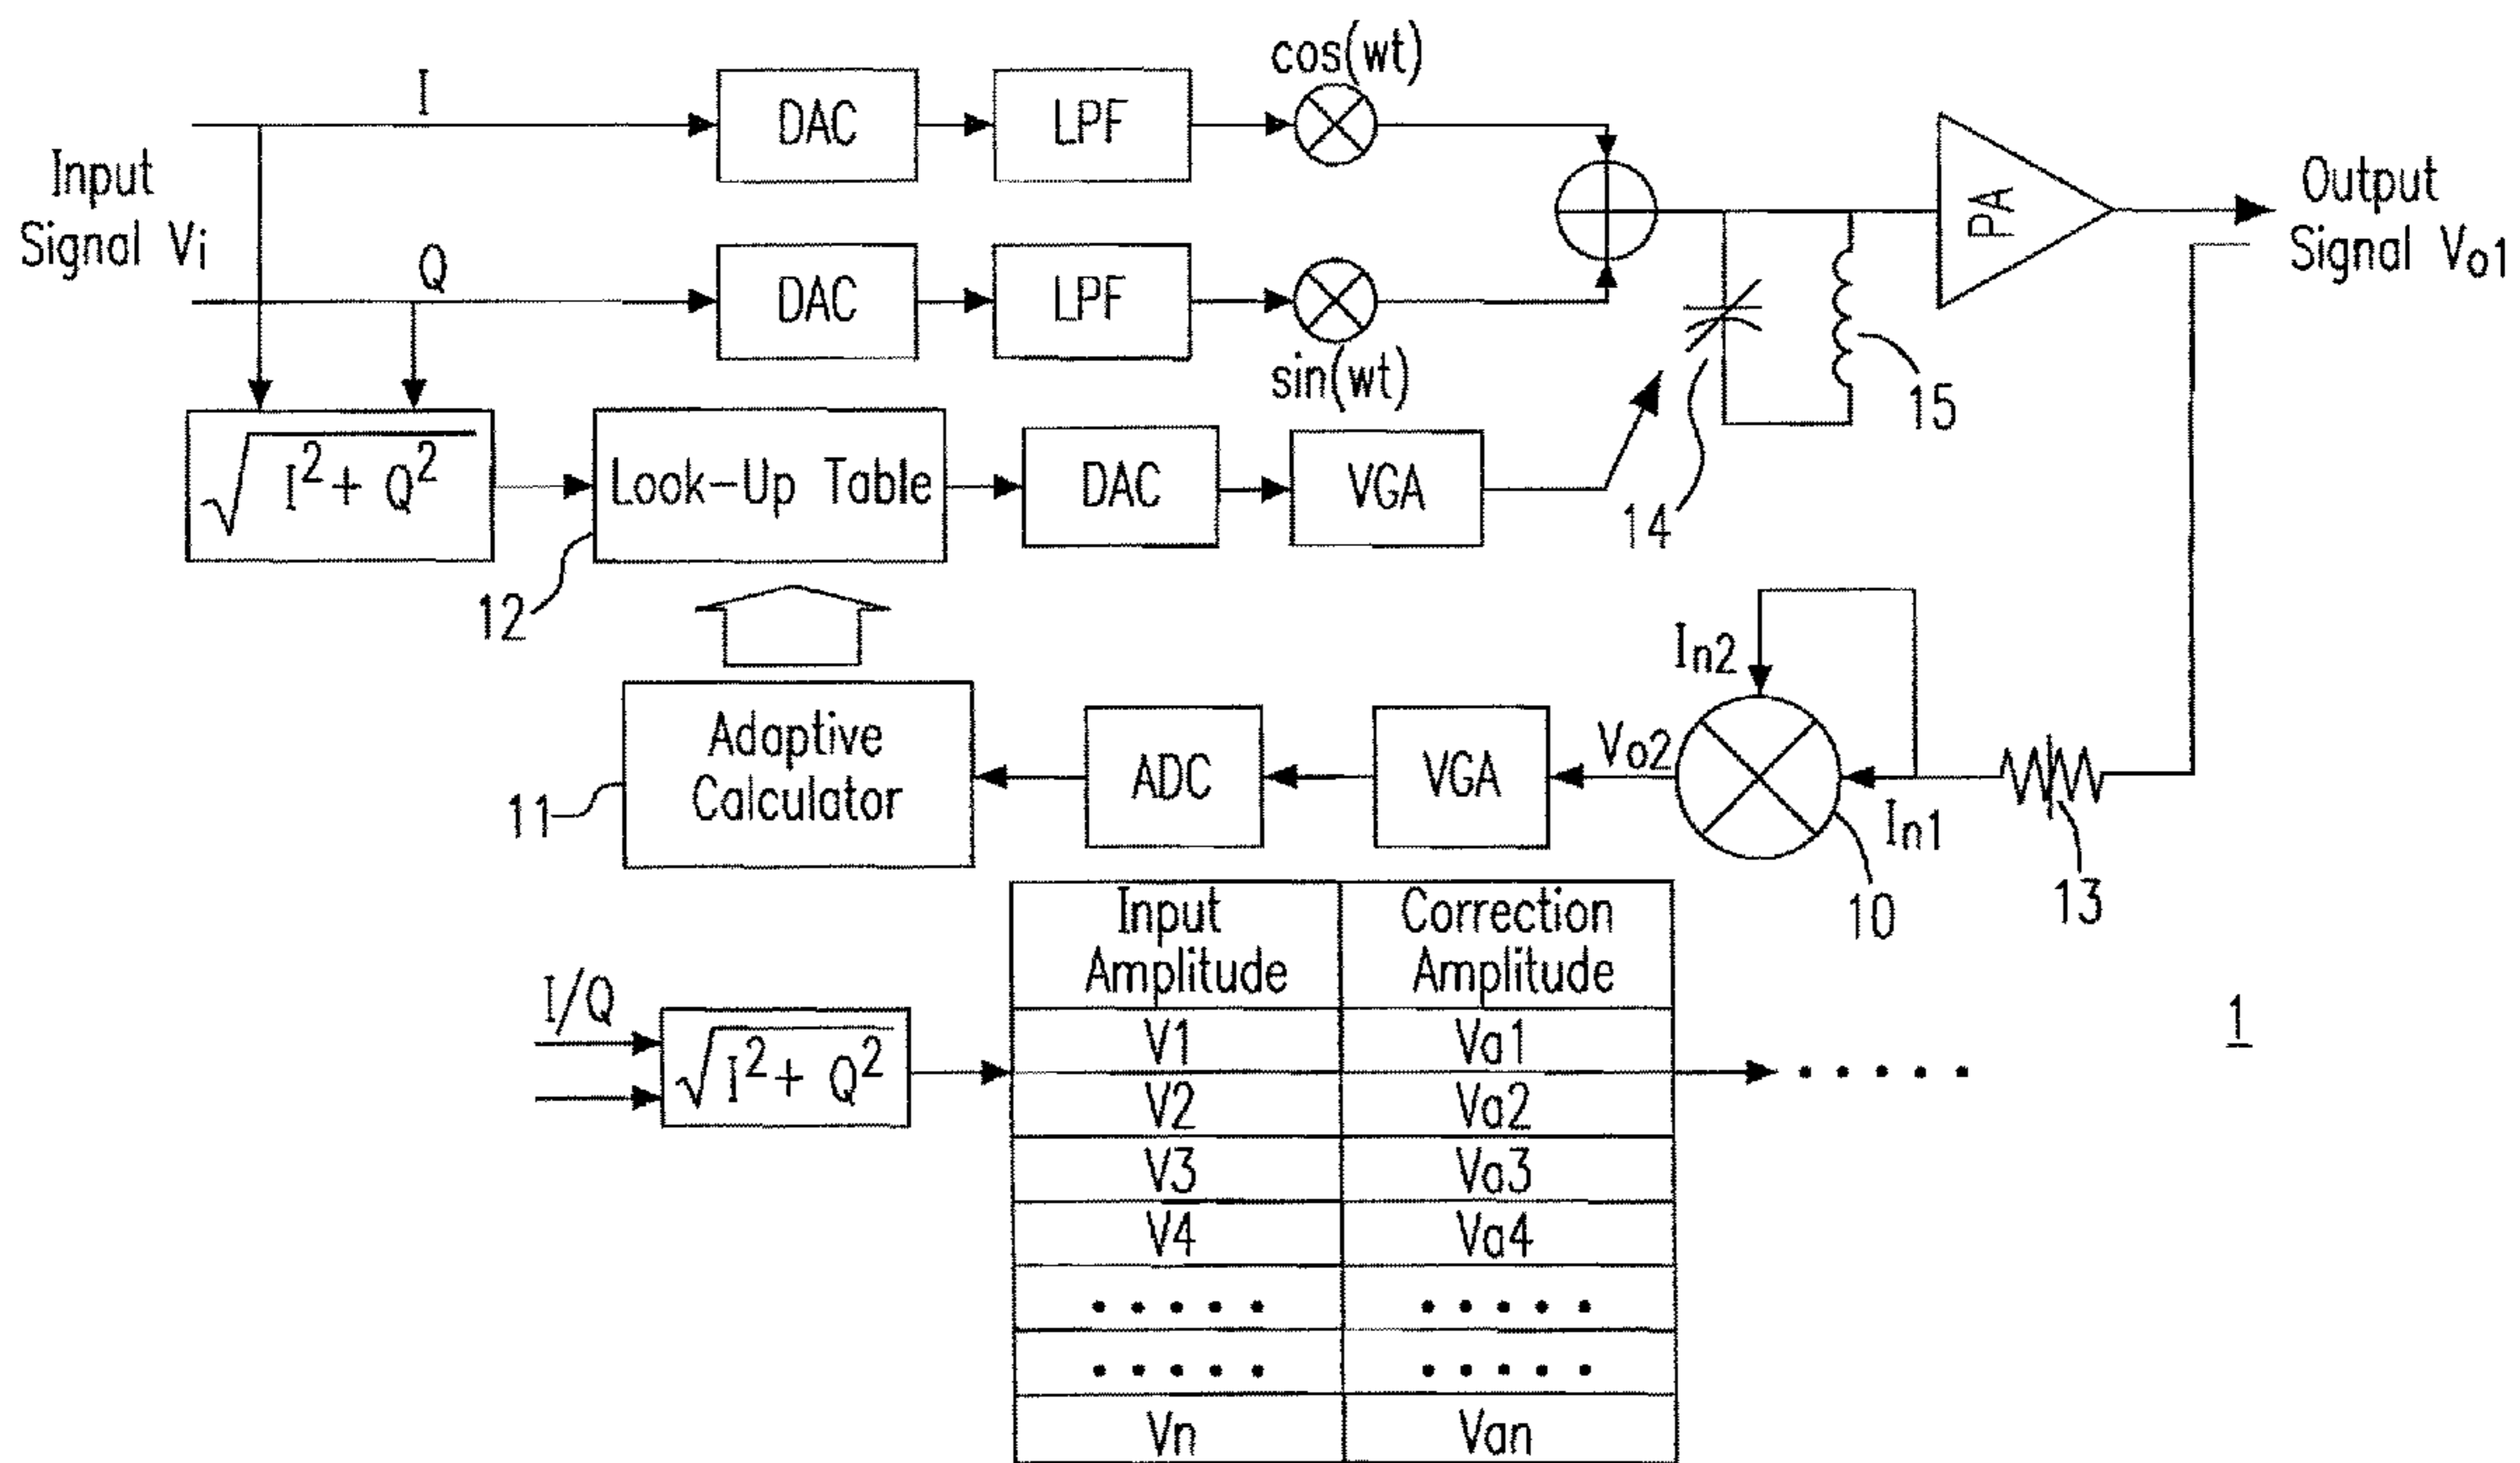 I
DAC
LPF
cos(wt)
Input
Signal Vi
Q
DAC
LPF
sin(wt)
PA
Output
Signal Vo1
√I² + Q²
Look-Up Table
DAC
VGA
14
15
12
In2
Adaptive
Calculator
11
ADC
VGA
Vo2
In1
10
13
I/Q
√I² + Q²
Input
Amplitude
Correction
Amplitude
V1
Va1
V2
Va2
V3
Va3
V4
Va4
.....
.....
.....
.....
Vn
Van
.....
1